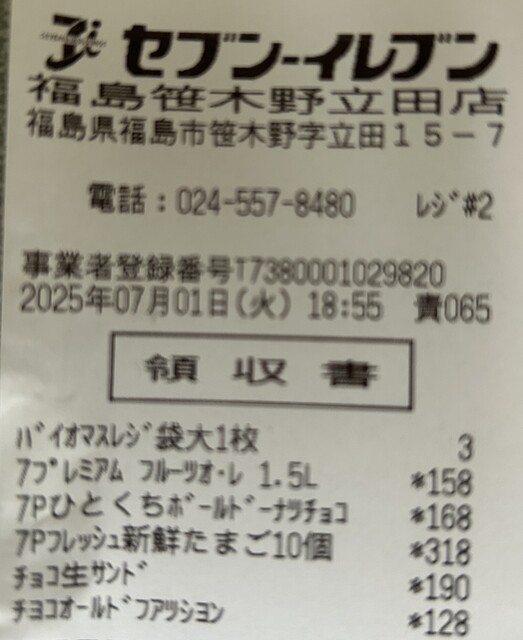 セブン-イレブン
福島笹木野立田店
福島県福島市笹木野字立田15-7
電話:024-557-8480 レジ#2
事業者登録番号T7380001029820
2025年07月01日(火) 18:55 責065
領収書
バイオマスレジ袋大1枚 3
7プレミアム フルーツオ・レ 1.5L *158
7Pひとくちボールドーナツチョコ *168
7Pフレッシュ新鮮たまご10個 *318
チョコ生サンド *190
チヨコオールドフアツシヨン *128